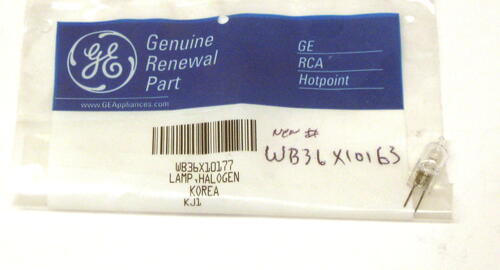 GE
Genuine
Renewal
Part
www.GEAppliances.com
GE
RCA
Hotpoint
WB36X10177
LAMP,HALOGEN
KOREA
KJ1
New #
WB36X10163